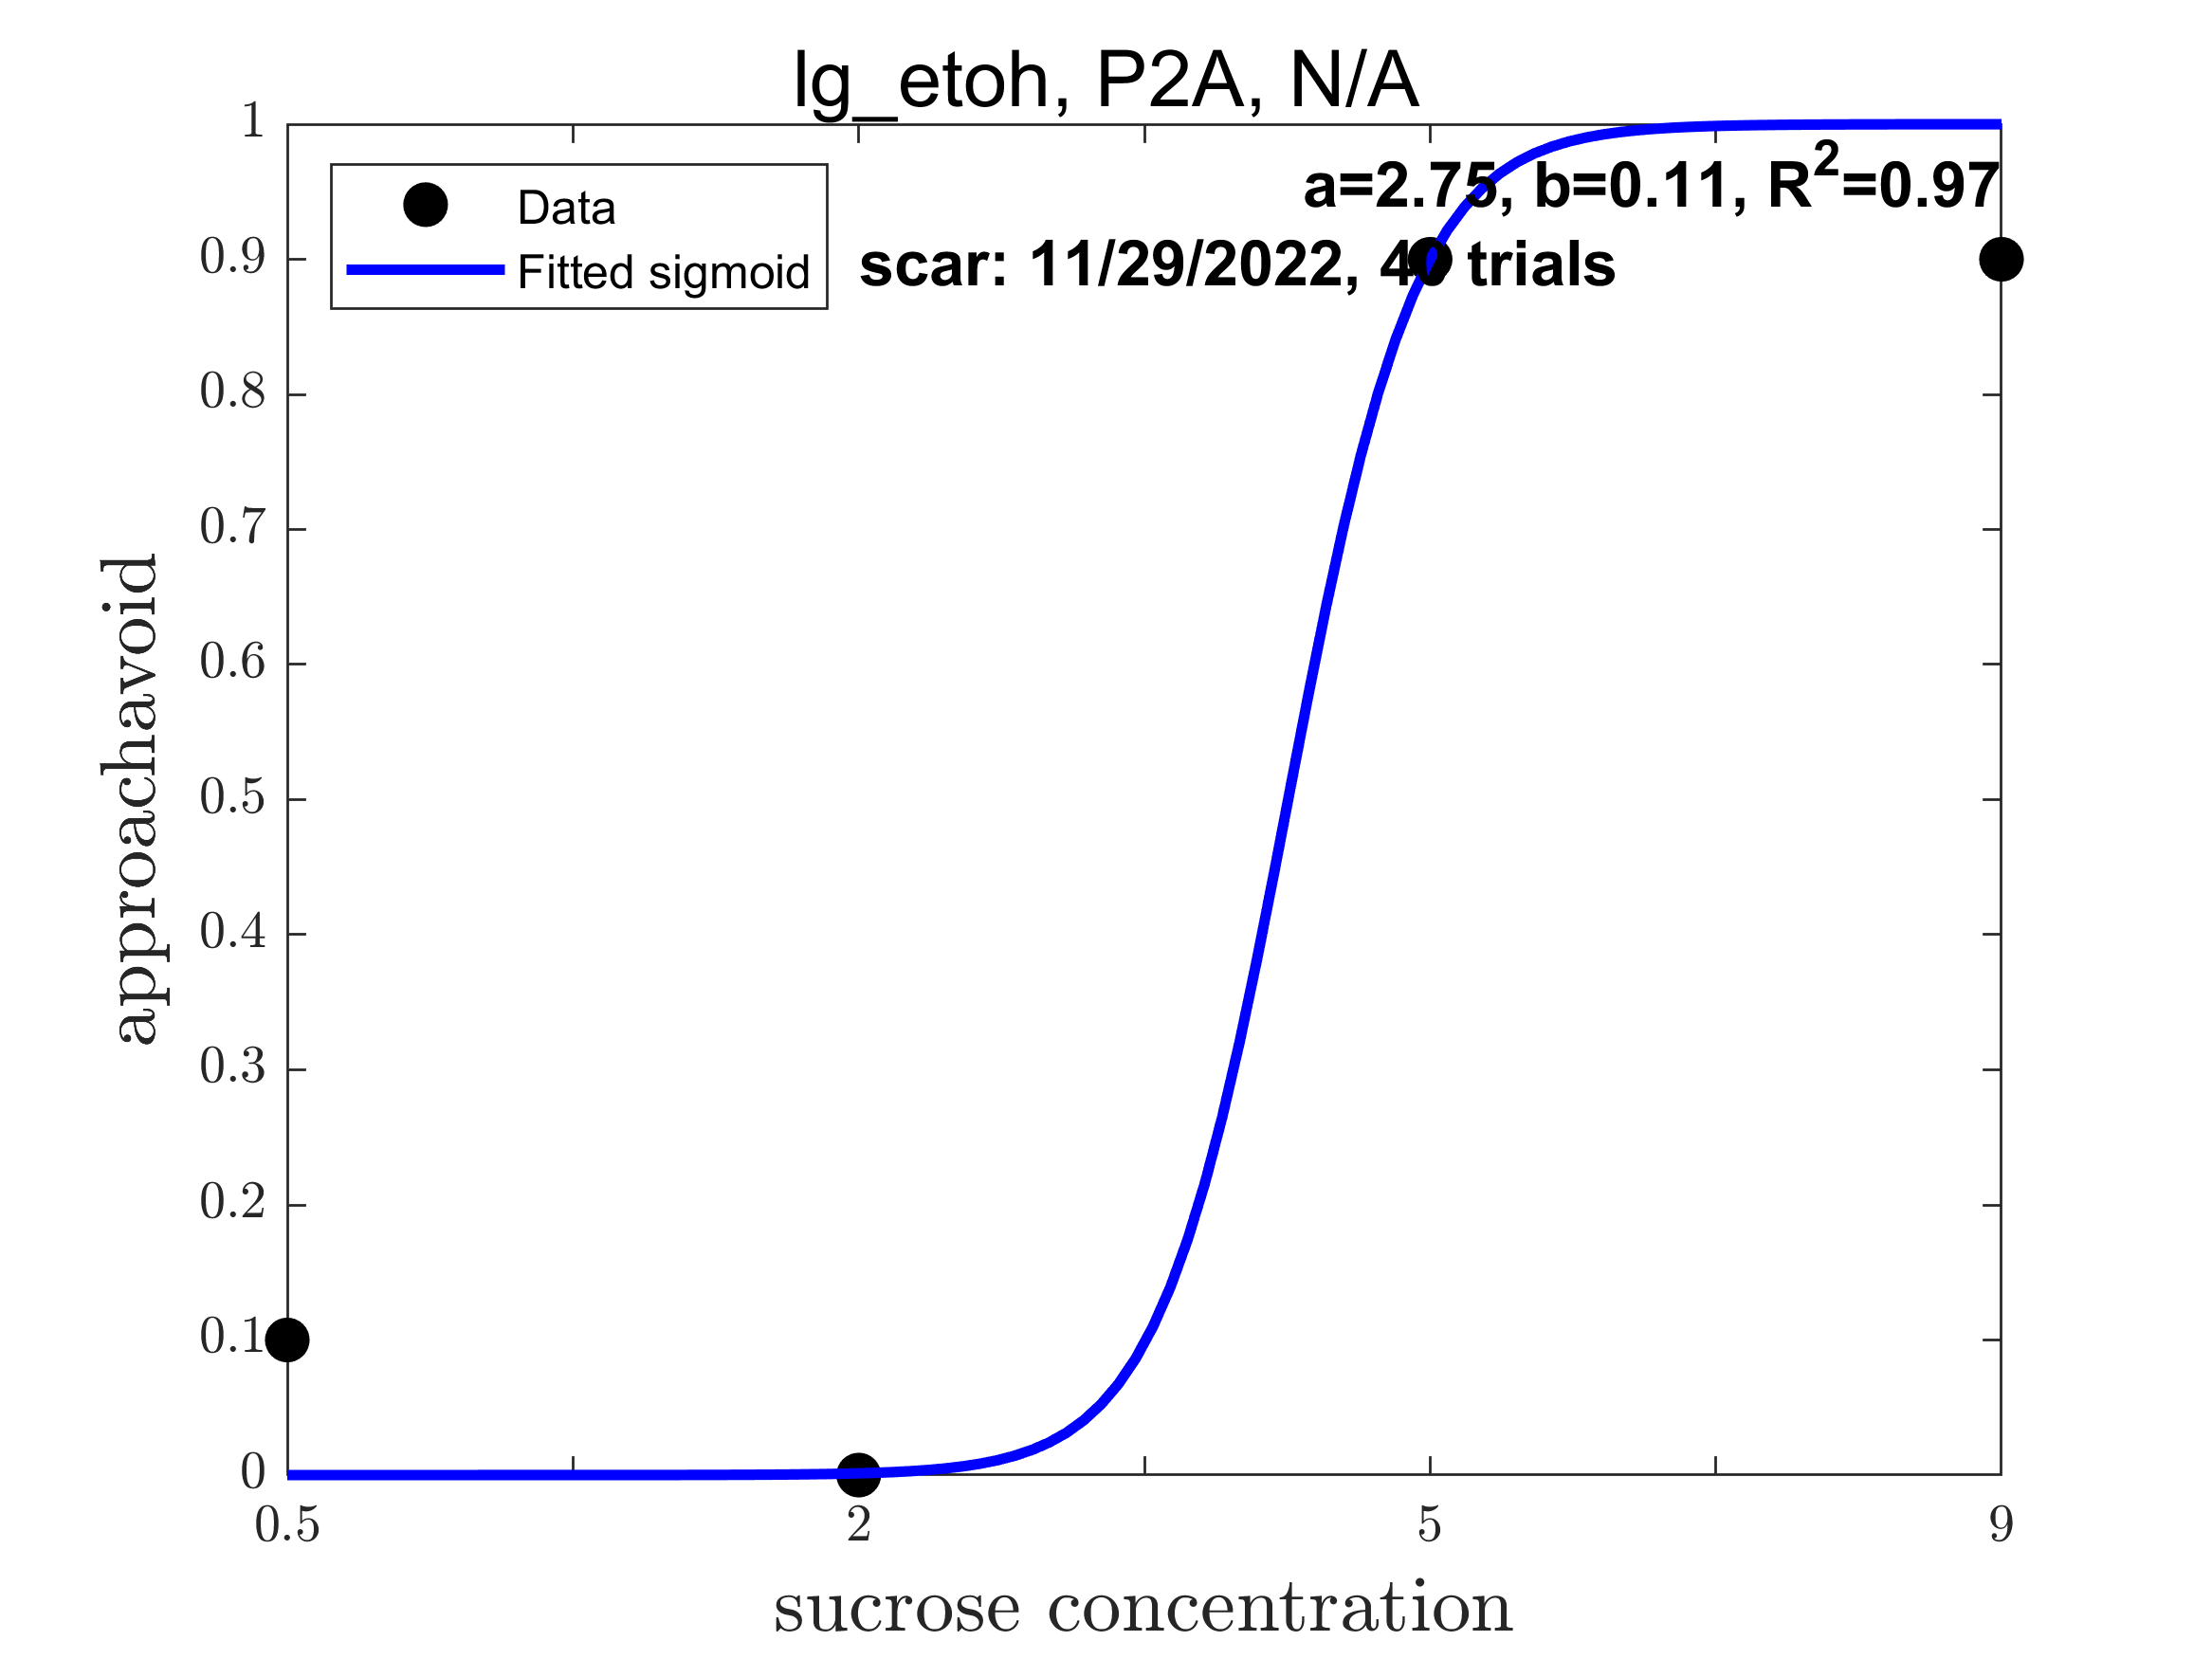 lg_etoh, P2A, N/A
a=2.75, b=0.11, R²=0.97
Data
scar: 11/29/2022, trials
Fitted sigmoid
1
0.9
0.8
0.7
0.6
0.5
0.4
0.3
0.2
0.1
0
approachavoid
0.5 2 5 9
sucrose concentration